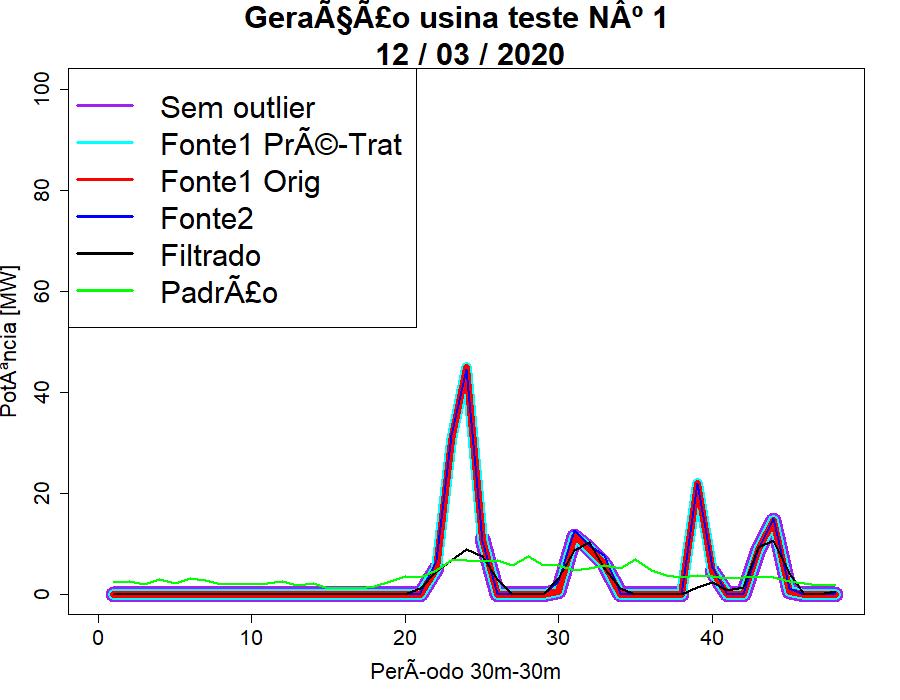 GeraÃ§Ã£o usina teste NÂº 1
12 / 03 / 2020
Sem outlier
Fonte1 PrÃ©-Trat
Fonte1 Orig
Fonte2
Filtrado
PadrÃ£o
PotÃªncia [MW]
100
80
60
40
20
0
0
10
20
30
40
PerÃ­odo 30m-30m